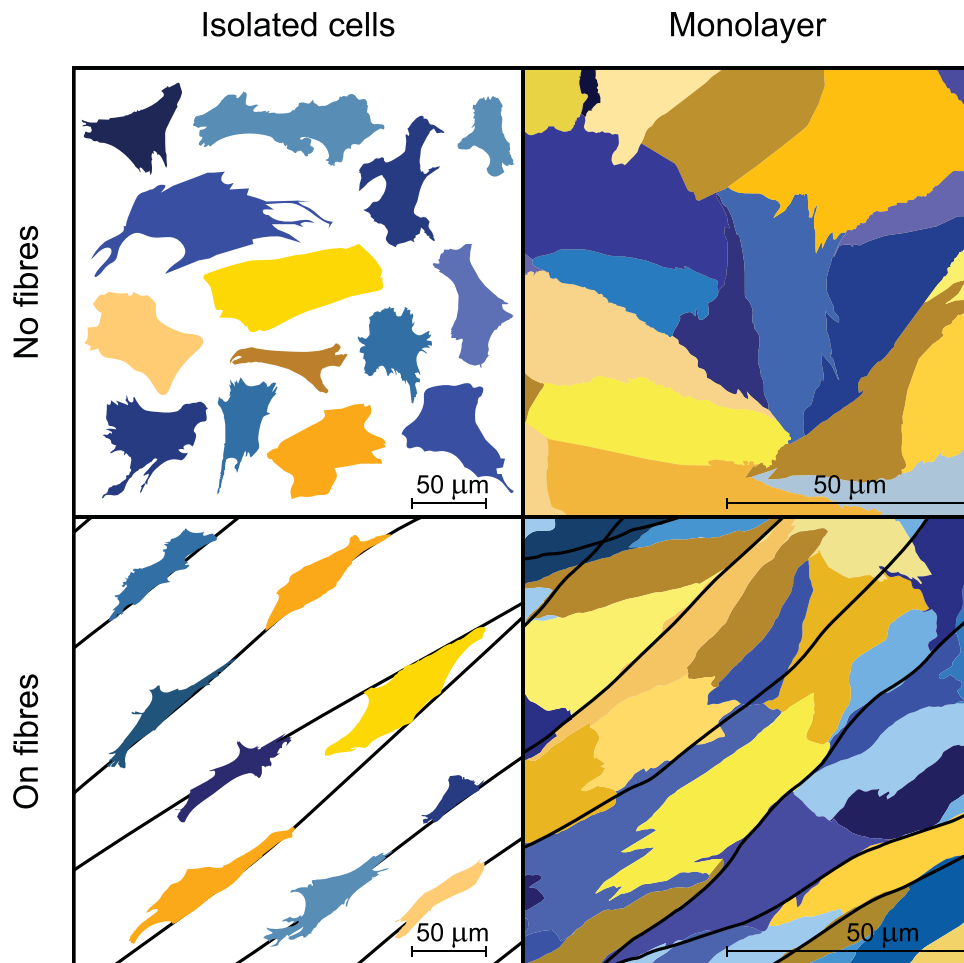 Isolated cells
Monolayer
No fibres
50 μm
50 μm
On fibres
50 μm
50 μm